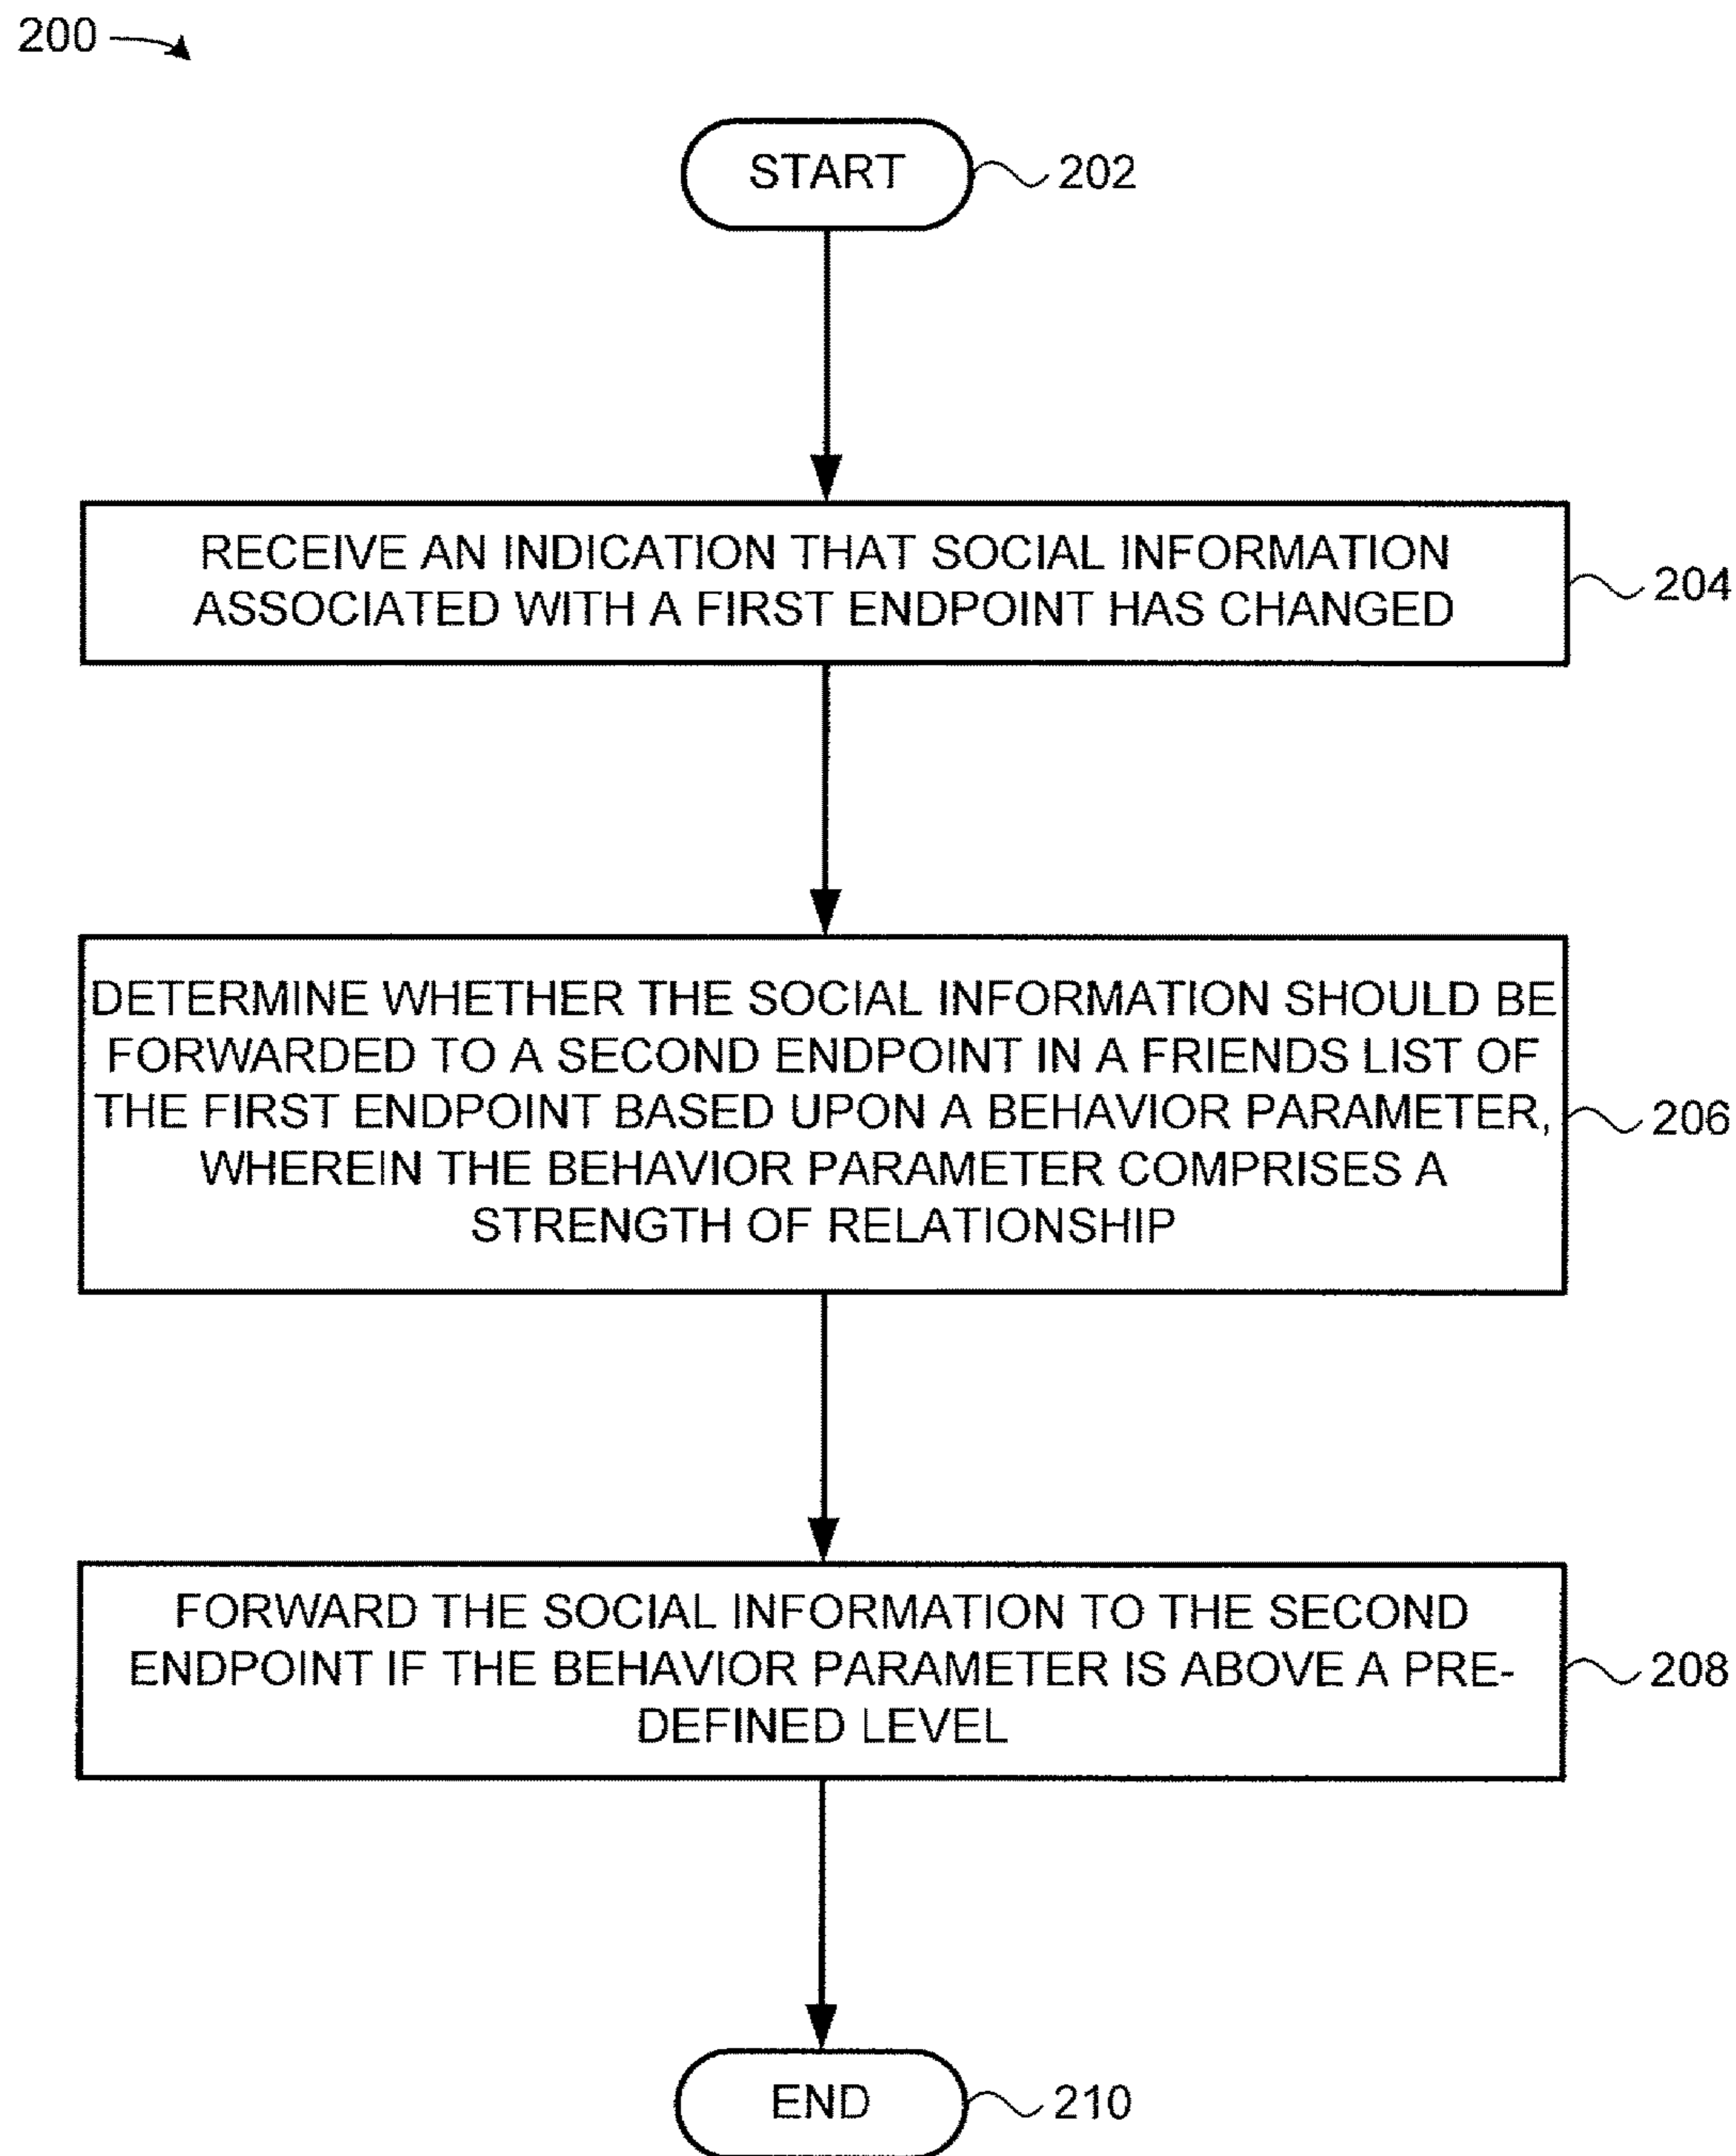 200
START
202
RECEIVE AN INDICATION THAT SOCIAL INFORMATION
ASSOCIATED WITH A FIRST ENDPOINT HAS CHANGED
204
DETERMINE WHETHER THE SOCIAL INFORMATION SHOULD BE
FORWARDED TO A SECOND ENDPOINT IN A FRIENDS LIST OF
THE FIRST ENDPOINT BASED UPON A BEHAVIOR PARAMETER,
WHEREIN THE BEHAVIOR PARAMETER COMPRISES A
STRENGTH OF RELATIONSHIP
206
FORWARD THE SOCIAL INFORMATION TO THE SECOND
ENDPOINT IF THE BEHAVIOR PARAMETER IS ABOVE A PRE-
DEFINED LEVEL
208
END
210